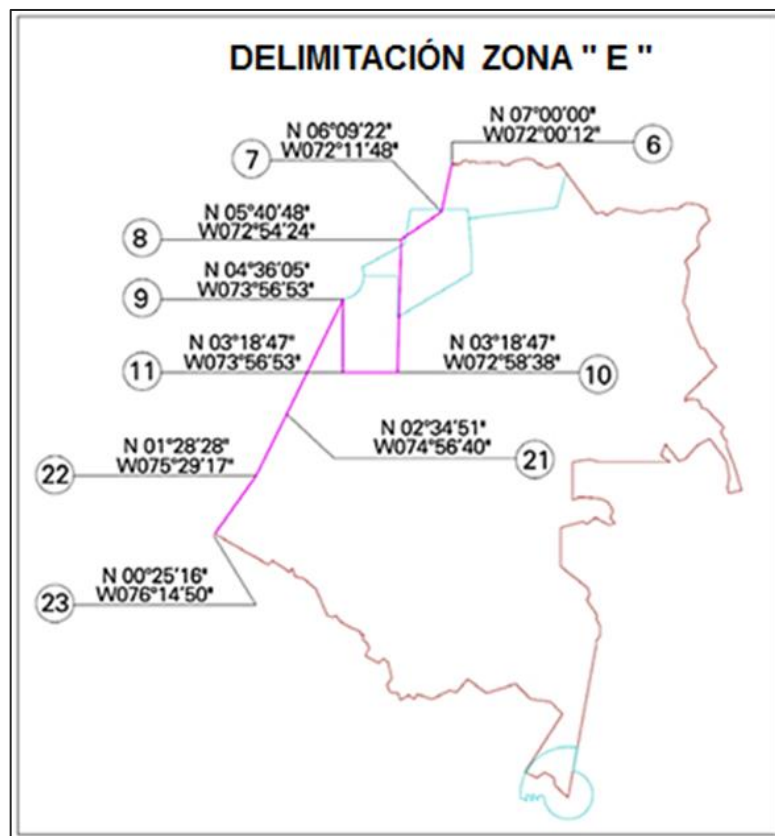 DELIMITACIÓN ZONA " E "
N 07°00'00"
W072°00'12"
6
N 06°09'22"
W072°11'48"
7
N 05°40'48"
W072°54'24"
8
N 04°36'05"
W073°56'53"
9
N 03°18'47"
W073°56'53"
11
N 03°18'47"
W072°58'38"
10
N 02°34'51"
W074°56'40"
21
N 01°28'28"
W075°29'17"
22
N 00°25'16"
W076°14'50"
23